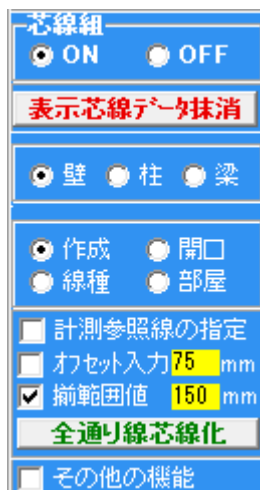 芯線組
ON OFF
表示芯線ﾃﾞｰﾀ抹消
壁 柱 梁
作成 開口
線種 部屋
計測参照線の指定
ｵﾌｾｯﾄ入力 75 mm
揃範囲値 150 mm
全通り線芯線化
その他の機能